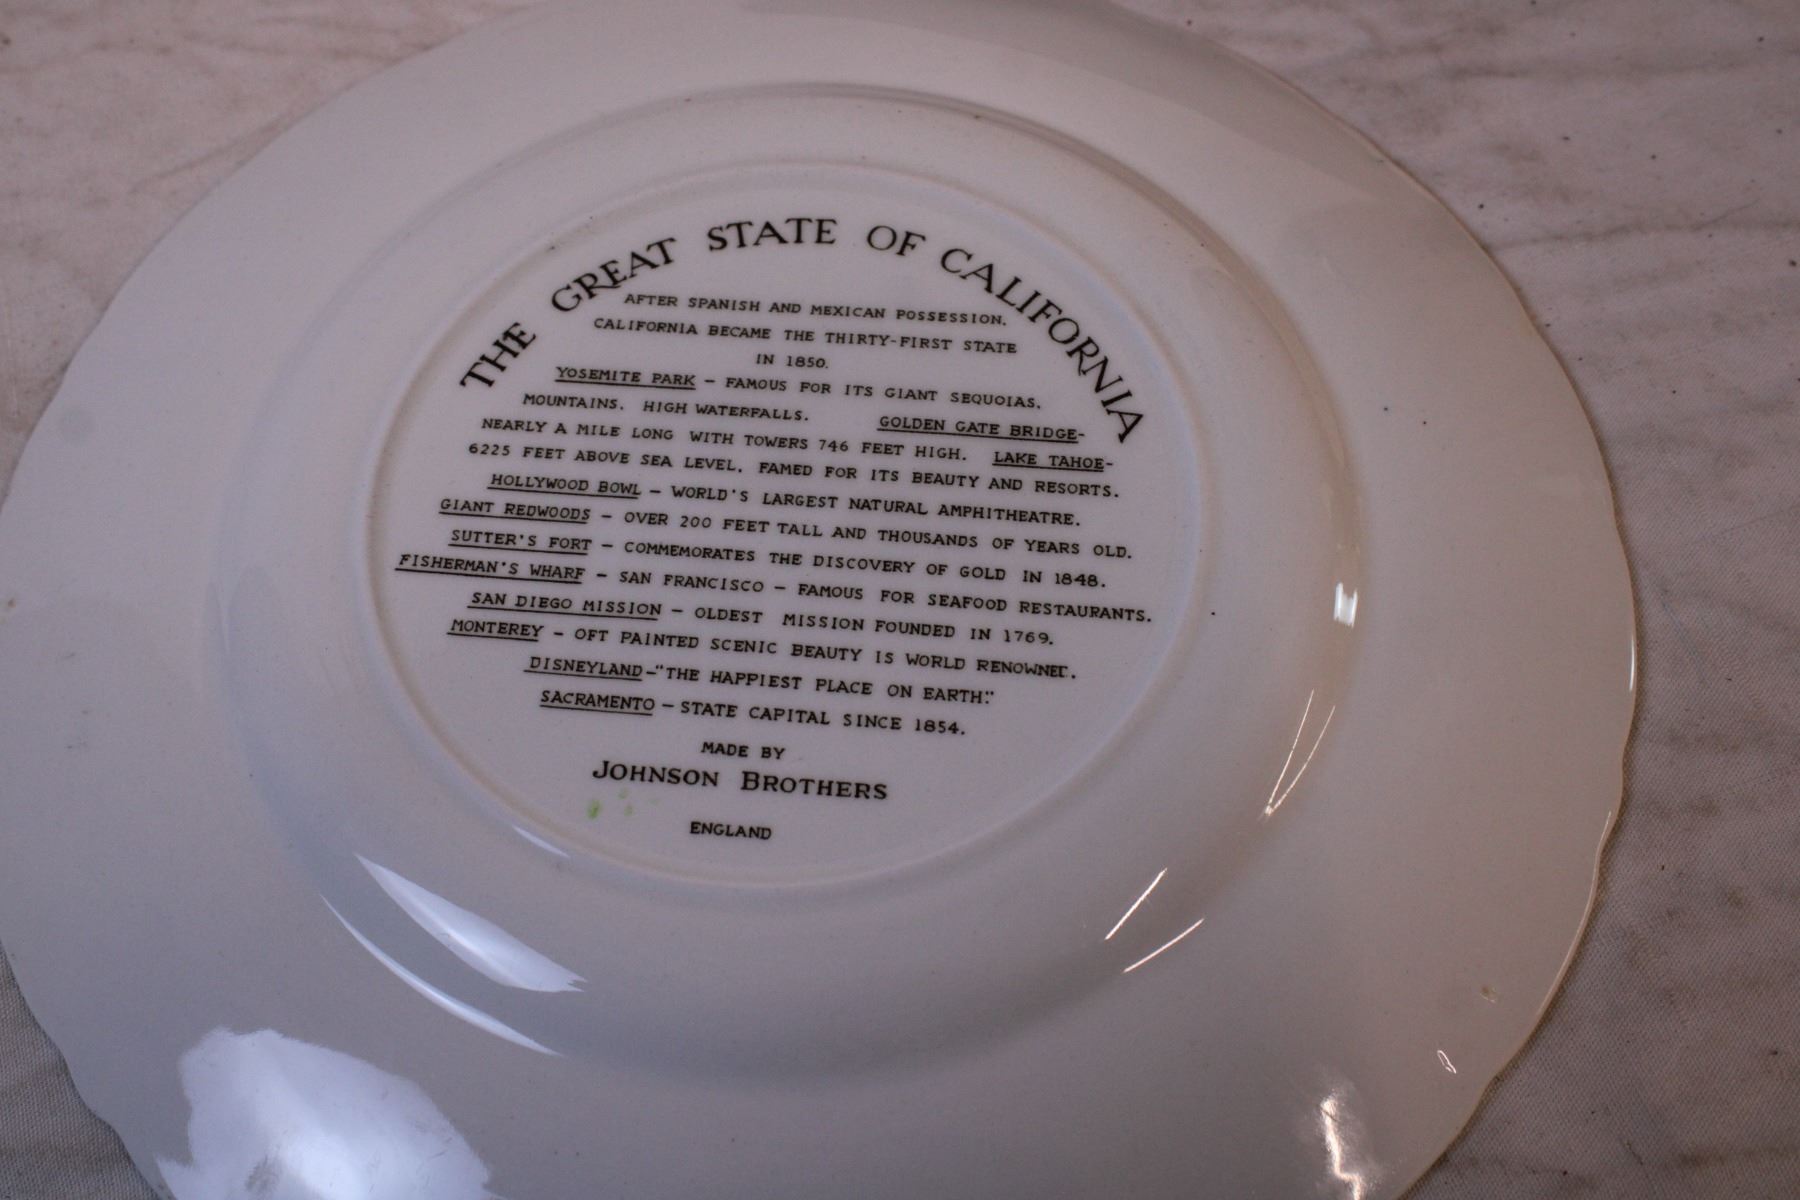 THE GREAT STATE OF CALIFORNIA
AFTER SPANISH AND MEXICAN POSSESSION.
CALIFORNIA BECAME THE THIRTY-FIRST STATE
IN 1850.
YOSEMITE PARK - FAMOUS FOR ITS GIANT SEQUOIAS.
MOUNTAINS. HIGH WATERFALLS. GOLDEN GATE BRIDGE-
NEARLY A MILE LONG WITH TOWERS 746 FEET HIGH. LAKE TAHOE-
6225 FEET ABOVE SEA LEVEL. FAMED FOR ITS BEAUTY AND RESORTS.
HOLLYWOOD BOWL - WORLD'S LARGEST NATURAL AMPHITHEATRE.
GIANT REDWOODS - OVER 200 FEET TALL AND THOUSANDS OF YEARS OLD.
SUTTER'S FORT - COMMEMORATES THE DISCOVERY OF GOLD IN 1848.
FISHERMAN'S WHARF - SAN FRANCISCO - FAMOUS FOR SEAFOOD RESTAURANTS.
SAN DIEGO MISSION - OLDEST MISSION FOUNDED IN 1769.
MONTEREY - OFT PAINTED SCENIC BEAUTY IS WORLD RENOWNED.
DISNEYLAND-"THE HAPPIEST PLACE ON EARTH."
SACRAMENTO - STATE CAPITAL SINCE 1854.
MADE BY
JOHNSON BROTHERS
ENGLAND